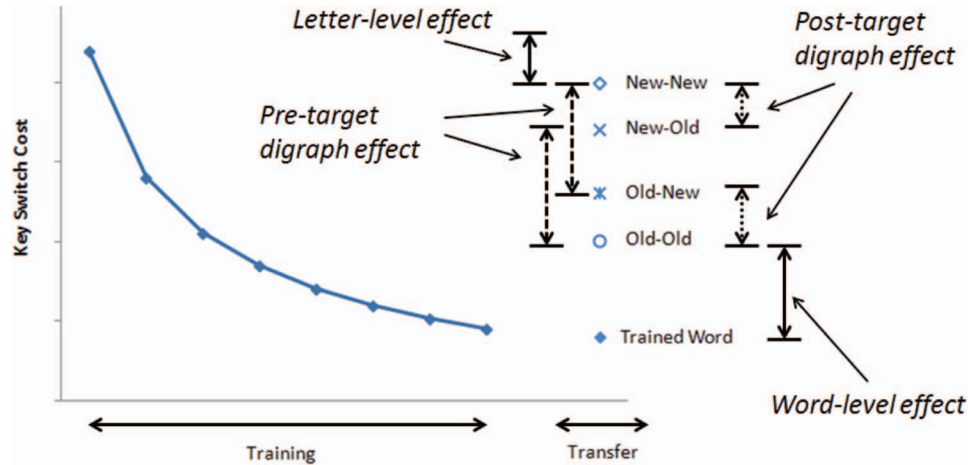 Letter-level effect
Post-target
digraph effect
New-New
Pre-target
digraph effect
New-Old
Key Switch Cost
Old-New
Old-Old
Trained Word
Word-level effect
Training
Transfer